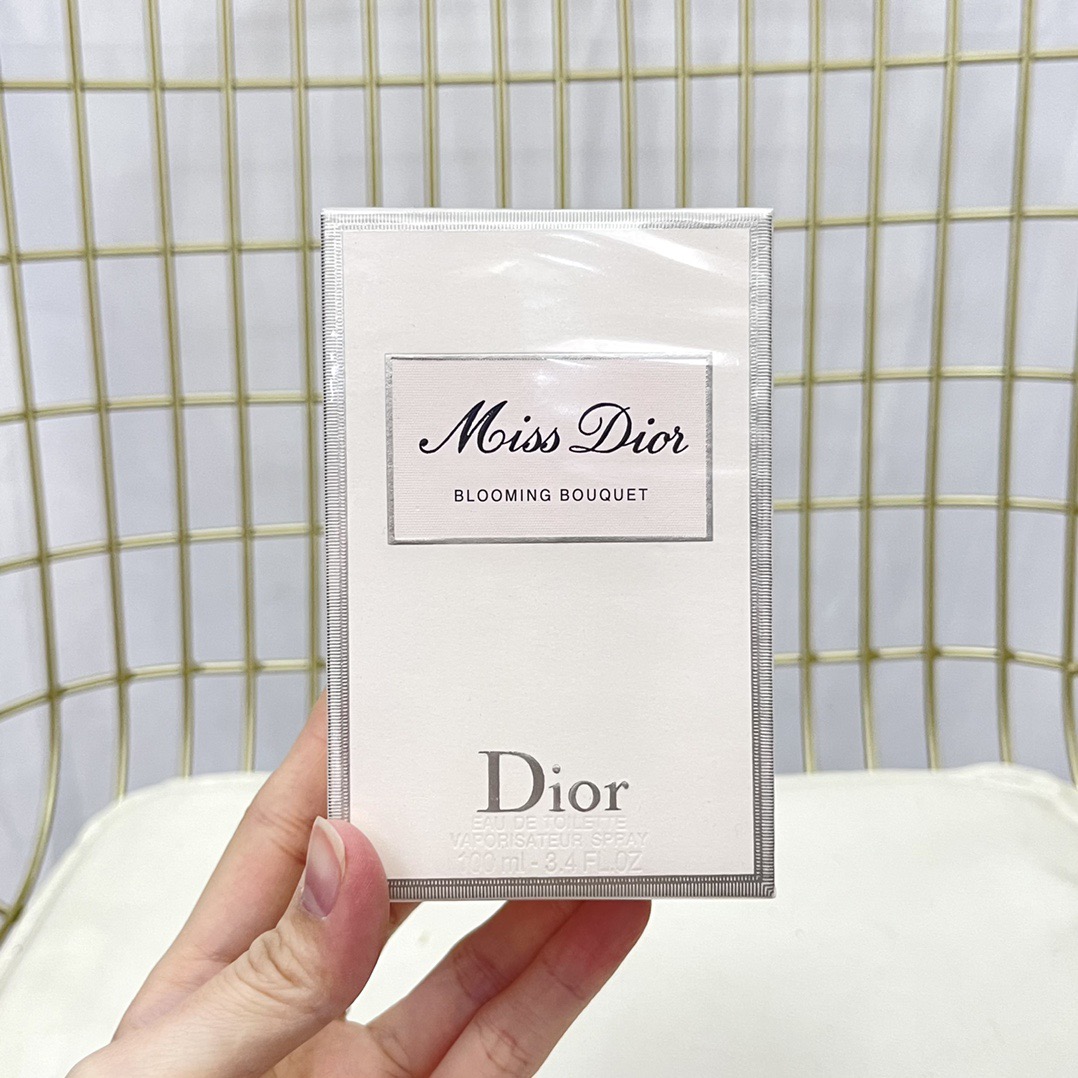 Miss Dior
BLOOMING BOUQUET
Dior
EAU DE TOILETTE
VAPORISATEUR SPRAY
100 ml - 3.4 FL.OZ